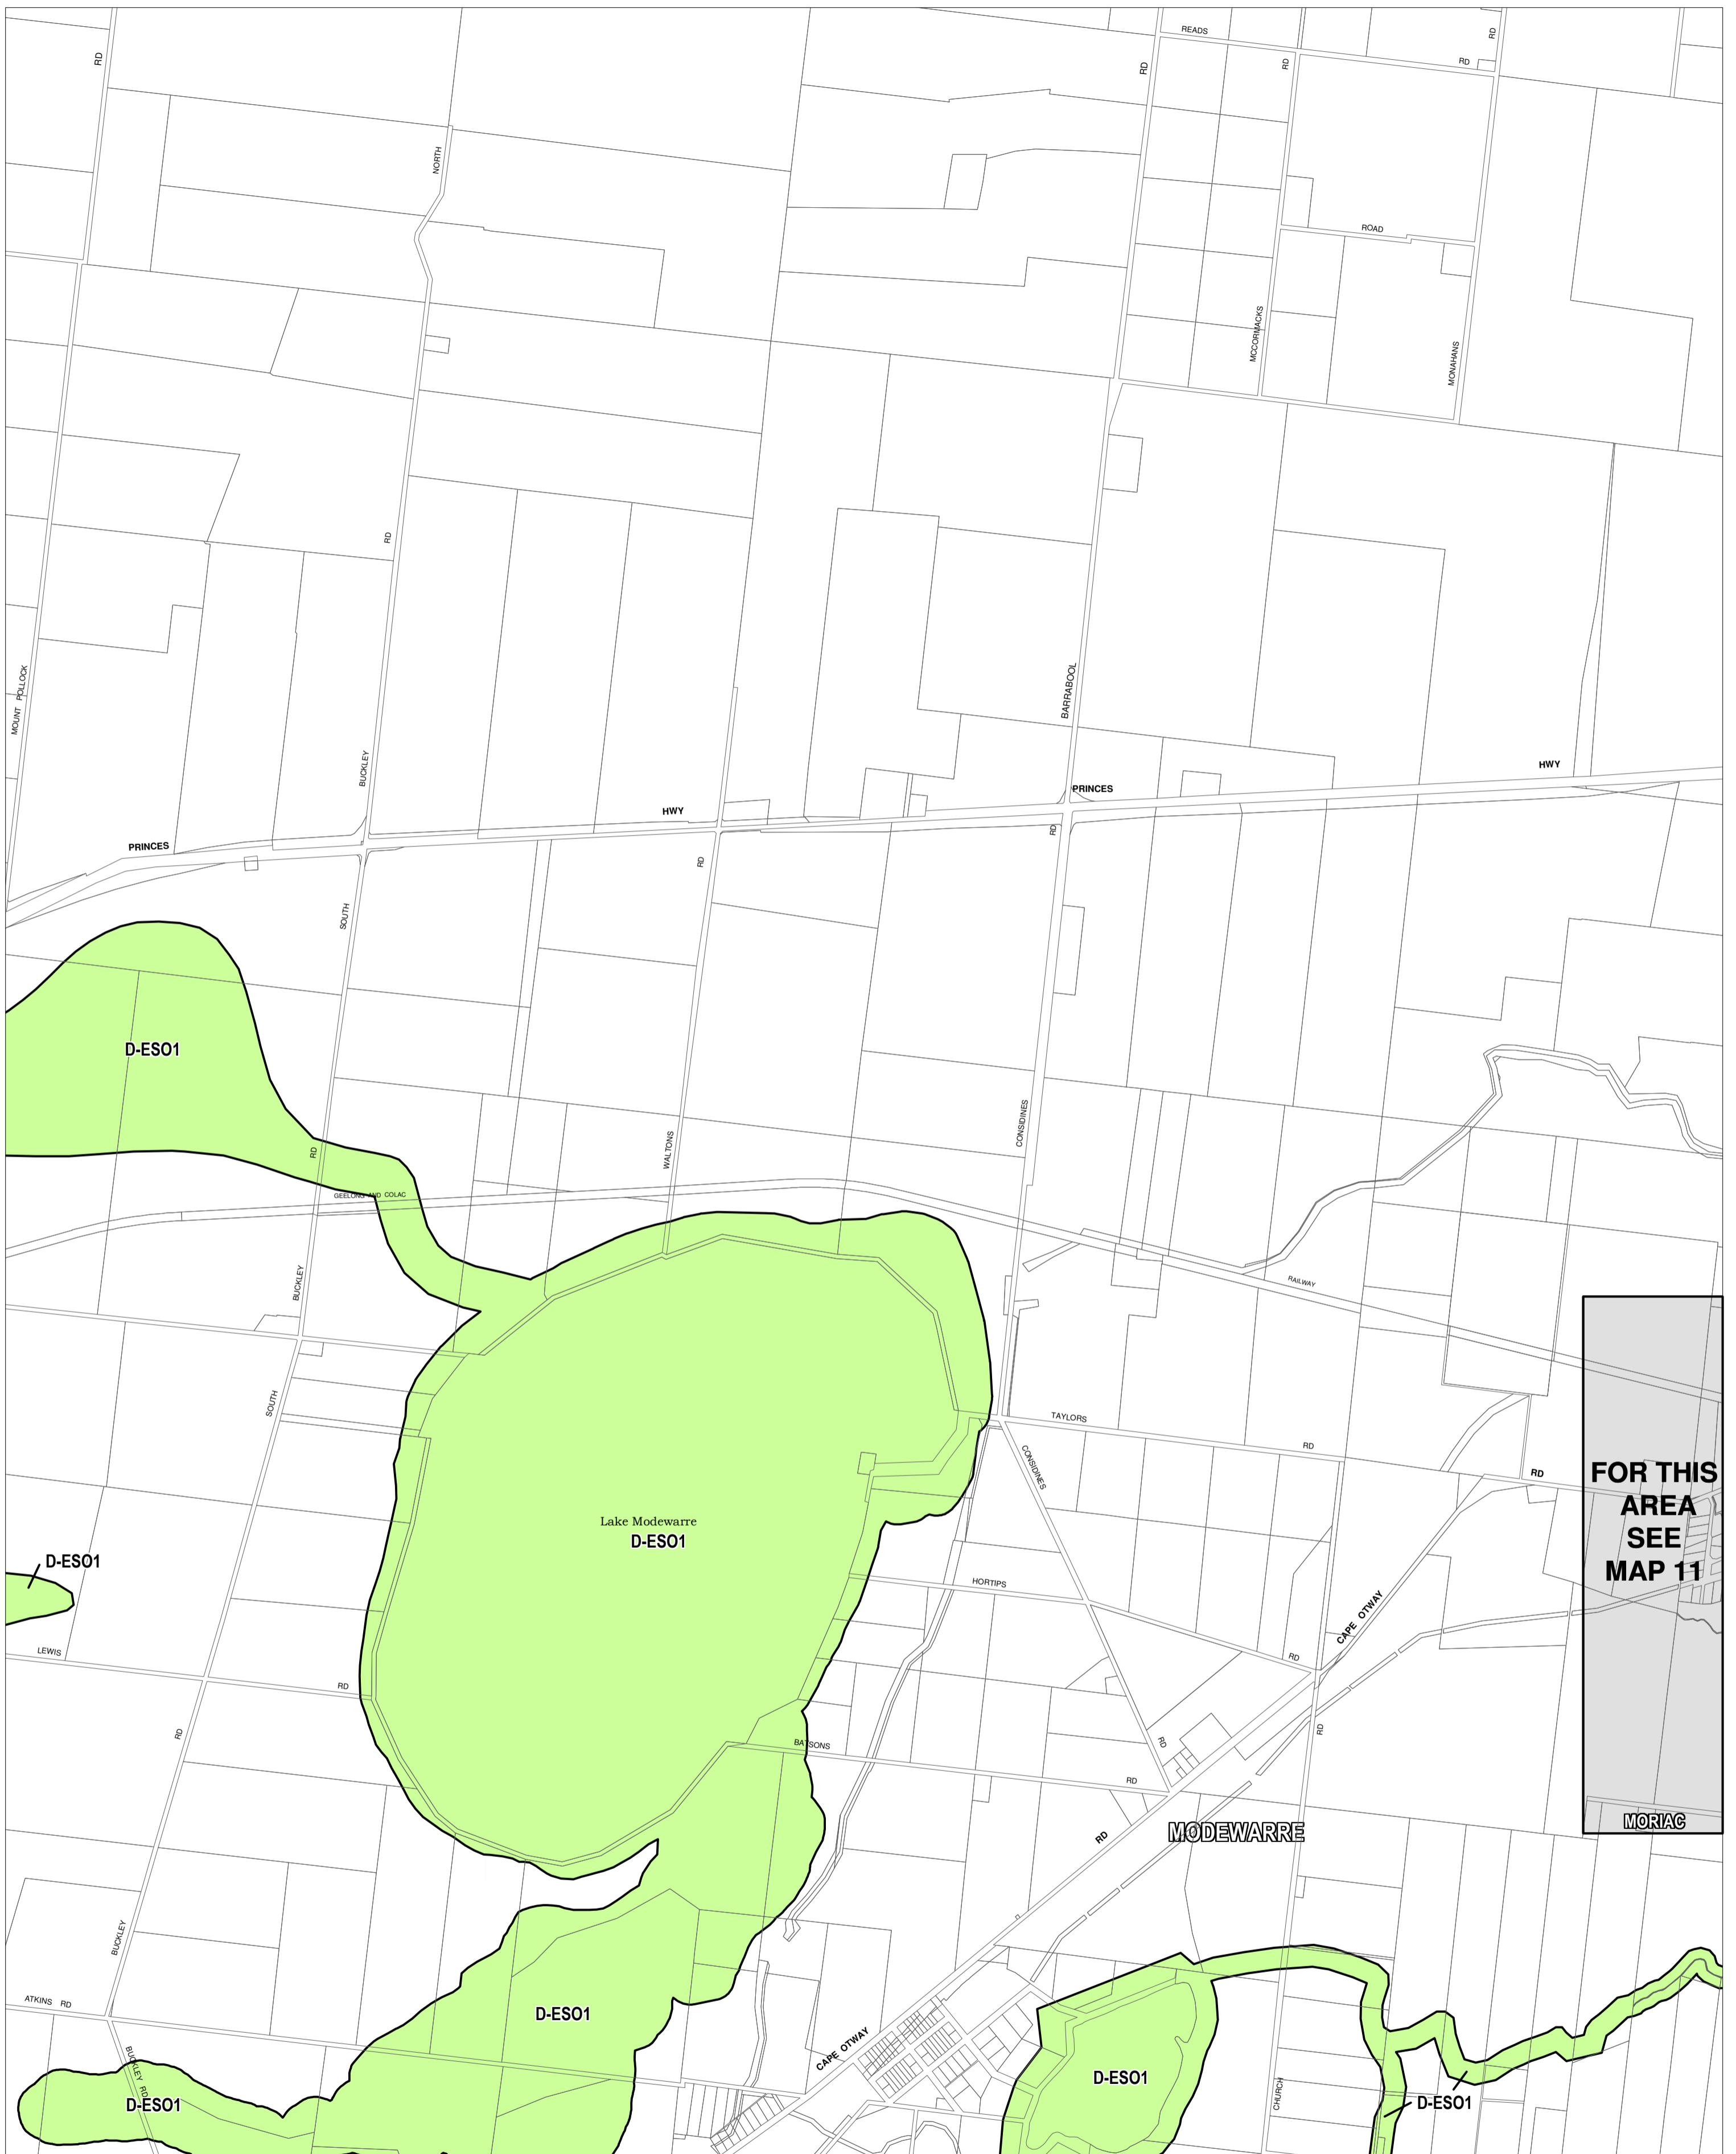 READS
RD
RD
RD
RD
RD
NORTH
ROAD
MCCORMACKS
MONAHANS
RD
MOUNT POLLOCK
BARRABOOL
BUCKLEY
HWY
PRINCES
HWY
PRINCES
RD
RD
SOUTH
D-ESO1
CONSIDINES
WALTONS
RD
GEELONG AND COLAC
BUCKLEY
RAILWAY
SOUTH
TAYLORS
RD
CONSIDINES
RD
FOR THIS
AREA
SEE
MAP 11
Lake Modewarre
D-ESO1
D-ESO1
HORTIPS
CAPE OTWAY
LEWIS
RD
RD
RD
RD
RD
BATSONS
RD
MORIAC
MODEWARRE
RD
BUCKLEY
ATKINS RD
D-ESO1
CAPE OTWAY
BUCKLEY RD
D-ESO1
D-ESO1
CHURCH
D-ESO1